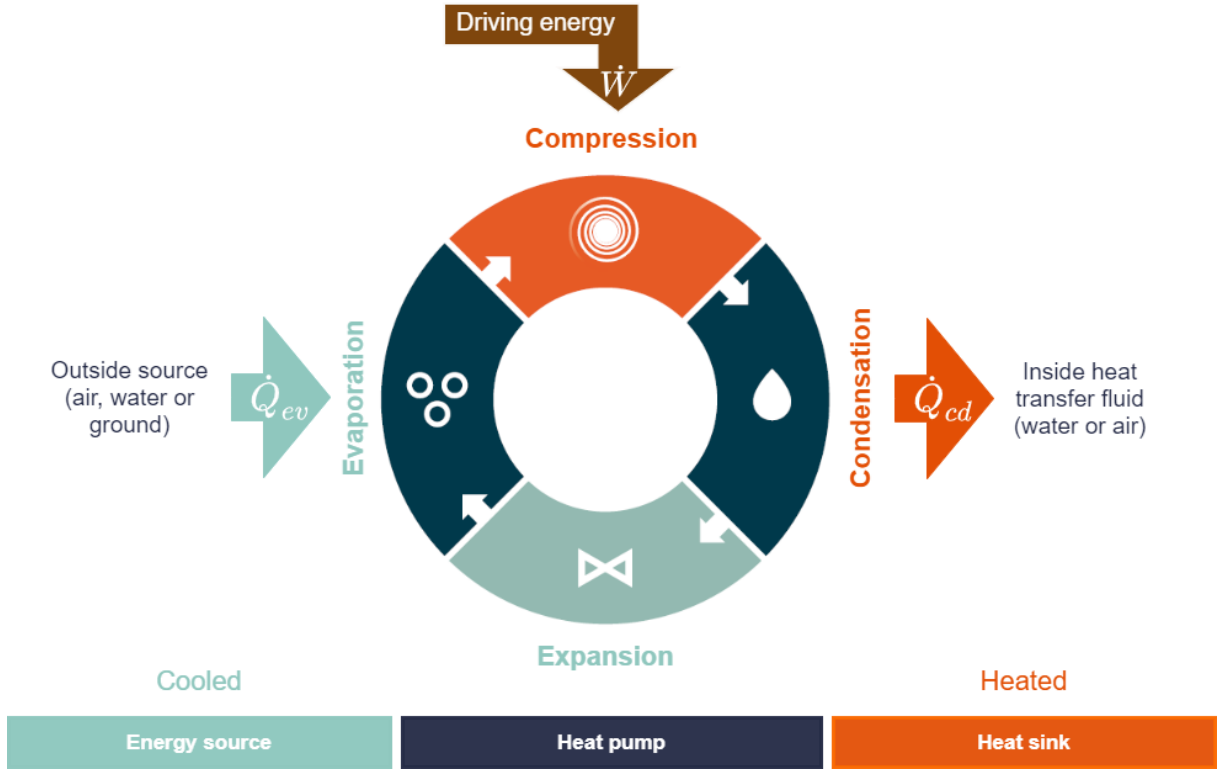 Driving energy
Ẇ
Compression
Outside source
(air, water or
ground)
Q̇ev
Evaporation
Condensation
Q̇cd
Inside heat
transfer fluid
(water or air)
Expansion
Cooled
Heated
Energy source
Heat pump
Heat sink